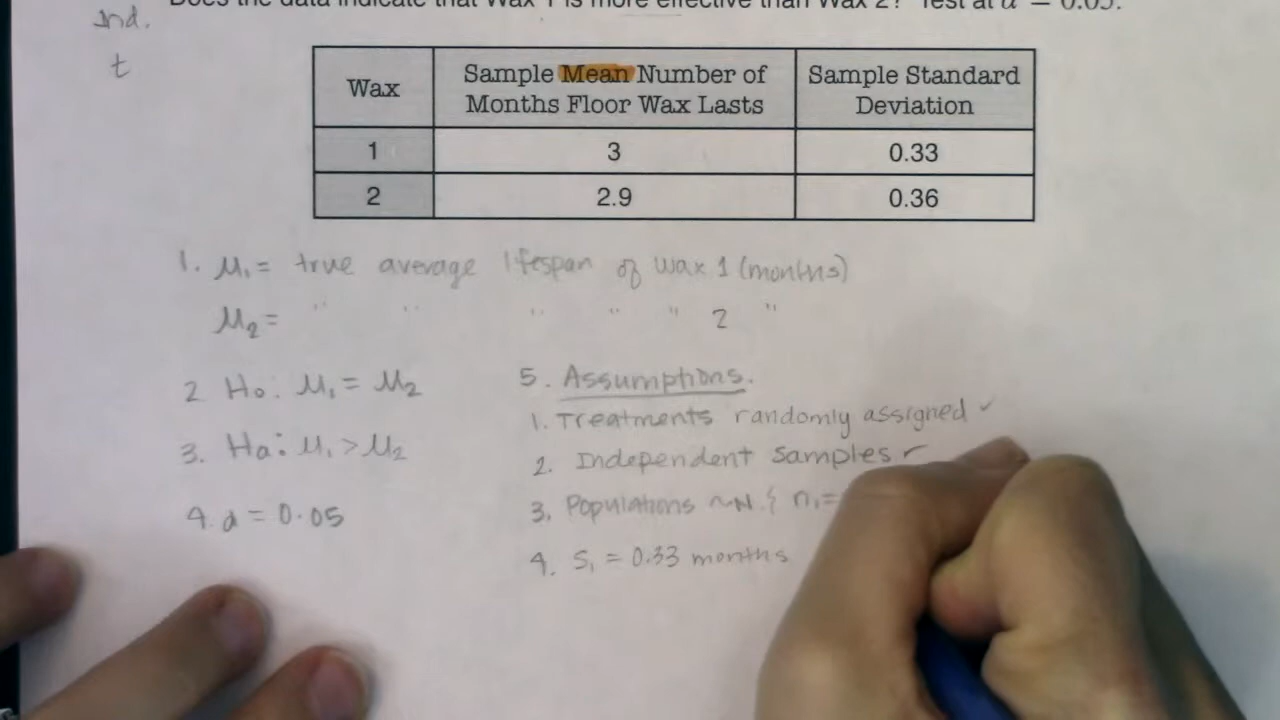 Does the data indicate that Wax 1 is more effective than Wax 2? Test at α = 0.05.
Ind.
t
Wax
Sample Mean Number of
Months Floor Wax Lasts
Sample Standard
Deviation
1 3 0.33
2 2.9 0.36
1. μ₁ = true average lifespan of wax 1 (months)
μ₂ = " " " " " 2 "
2 Ho: μ₁ = μ₂
3. Ha: μ₁ > μ₂
4. α = 0.05
5. Assumptions.
1. Treatments randomly assigned ✓
2. Independent samples ✓
3. Populations ~N. { n₁=
4. S₁ = 0.33 months